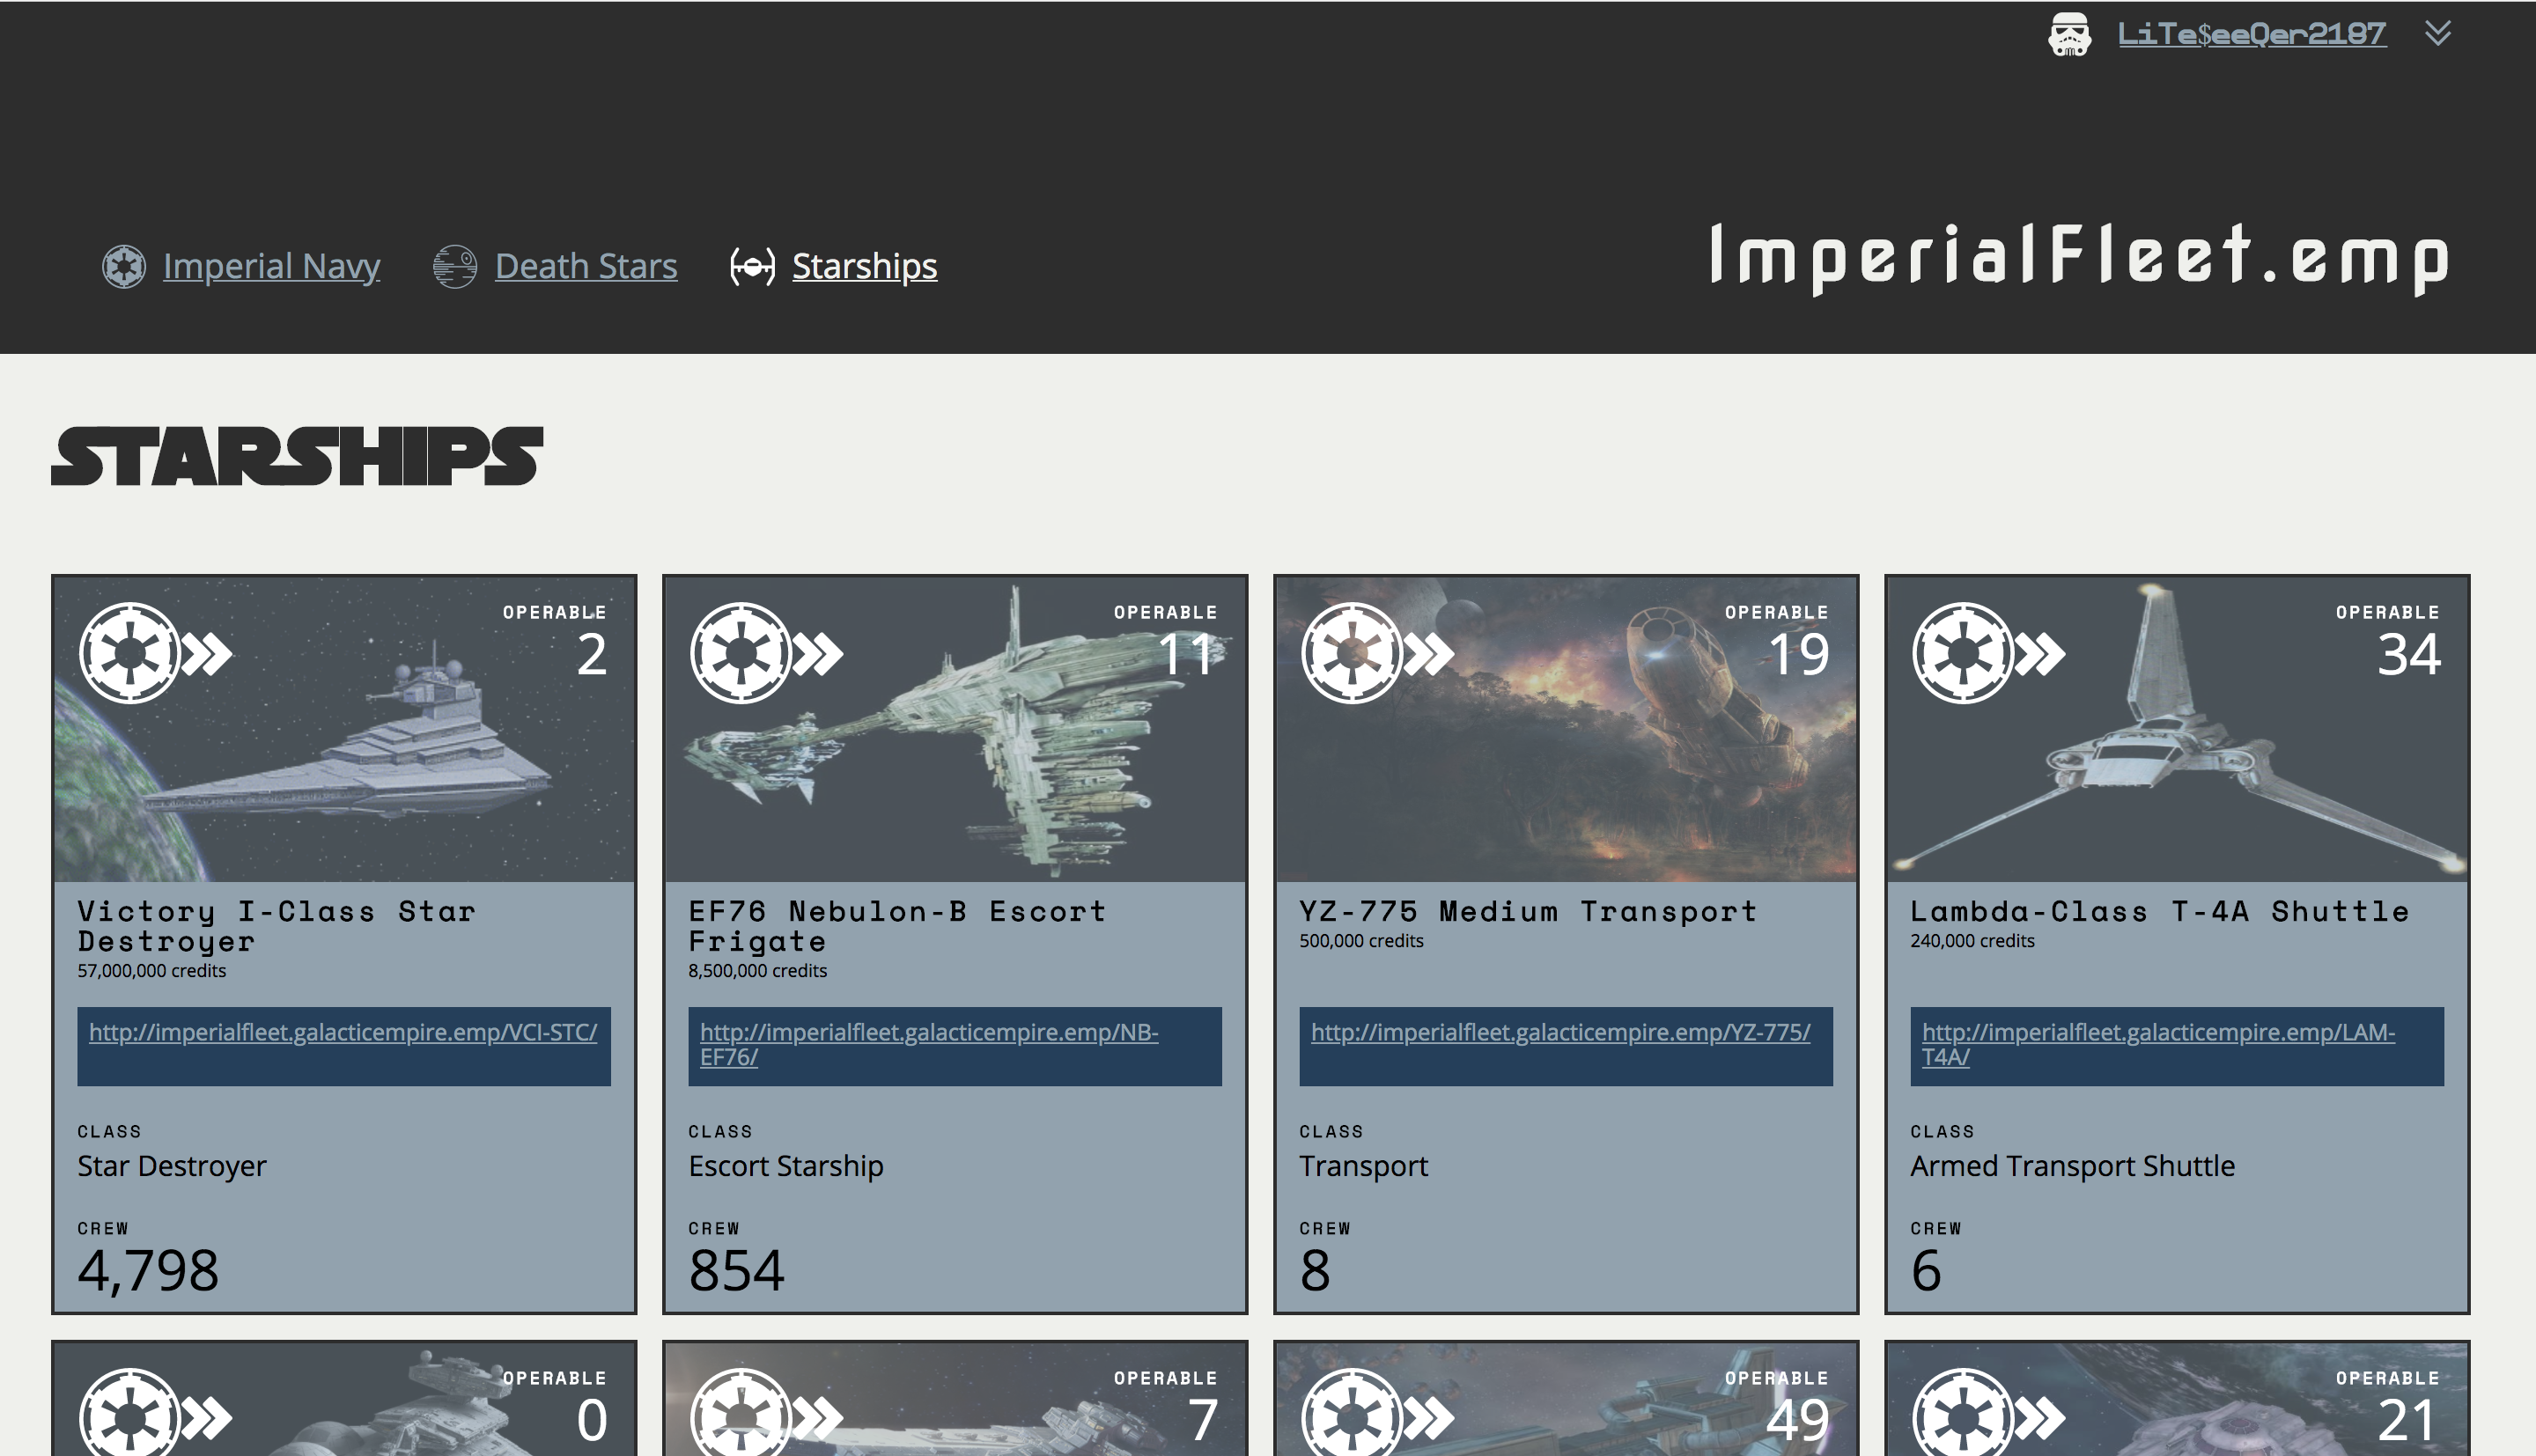 LiTe$eeQer2187
Imperial Navy
Death Stars
Starships
ImperialFleet.emp
STARSHIPS
OPERABLE
2
Victory I-Class Star
Destroyer
57,000,000 credits
http://imperialfleet.galacticempire.emp/VCI-STC/
CLASS
Star Destroyer
CREW
4,798
OPERABLE
11
EF76 Nebulon-B Escort
Frigate
8,500,000 credits
http://imperialfleet.galacticempire.emp/NB-
EF76/
CLASS
Escort Starship
CREW
854
OPERABLE
19
YZ-775 Medium Transport
500,000 credits
http://imperialfleet.galacticempire.emp/YZ-775/
CLASS
Transport
CREW
8
OPERABLE
34
Lambda-Class T-4A Shuttle
240,000 credits
http://imperialfleet.galacticempire.emp/LAM-
T4A/
CLASS
Armed Transport Shuttle
CREW
6
OPERABLE
0
OPERABLE
7
OPERABLE
49
OPERABLE
21